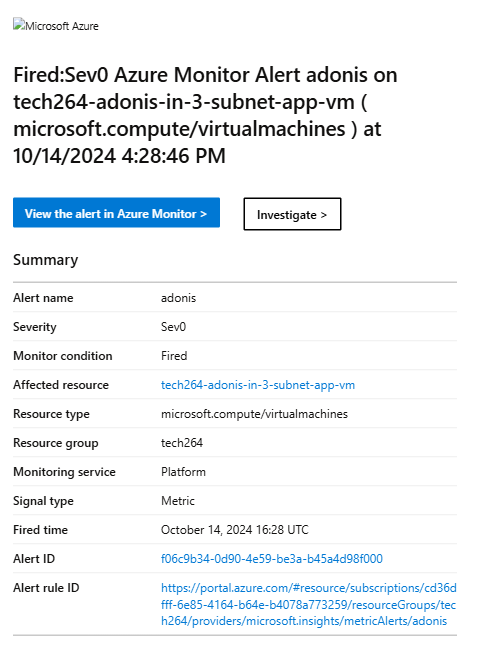 Microsoft Azure
Fired:Sev0 Azure Monitor Alert adonis on
tech264-adonis-in-3-subnet-app-vm (
microsoft.compute/virtualmachines ) at
10/14/2024 4:28:46 PM
View the alert in Azure Monitor > Investigate >
Summary
Alert name adonis
Severity Sev0
Monitor condition Fired
Affected resource tech264-adonis-in-3-subnet-app-vm
Resource type microsoft.compute/virtualmachines
Resource group tech264
Monitoring service Platform
Signal type Metric
Fired time October 14, 2024 16:28 UTC
Alert ID f06c9b34-0d90-4e59-be3a-b45a4d98f000
Alert rule ID https://portal.azure.com/#resource/subscriptions/cd36d
fff-6e85-4164-b64e-b4078a773259/resourceGroups/tec
h264/providers/microsoft.insights/metricAlerts/adonis